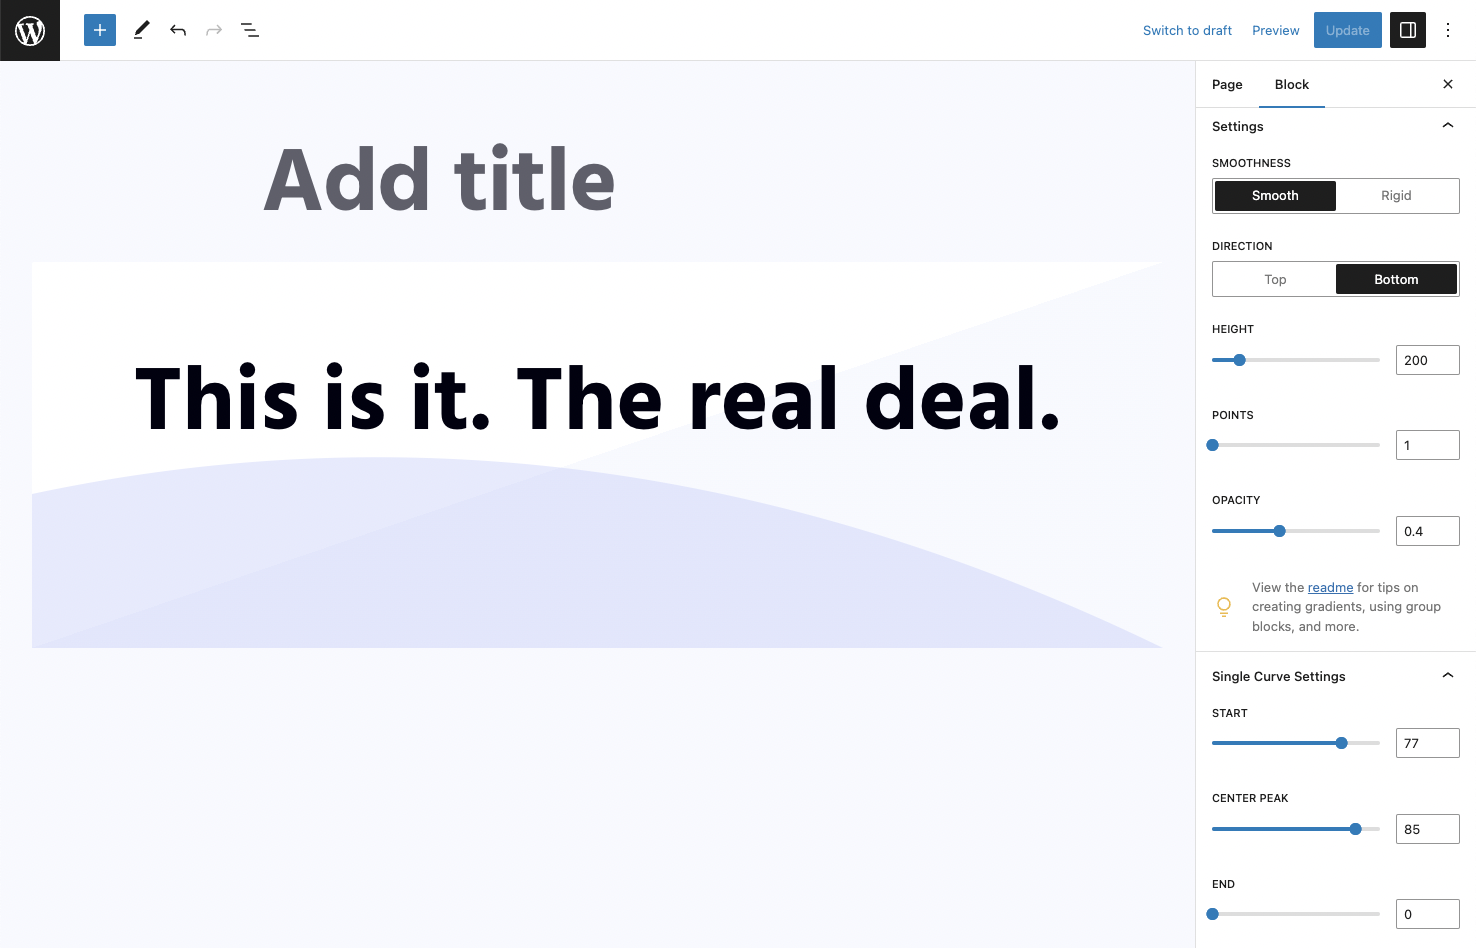 Switch to draft Preview Update
Page Block
Add title
This is it. The real deal.
Settings
SMOOTHNESS
Smooth Rigid
DIRECTION
Top Bottom
HEIGHT
200
POINTS
1
OPACITY
0.4
View the readme for tips on
creating gradients, using group
blocks, and more.
Single Curve Settings
START
77
CENTER PEAK
85
END
0